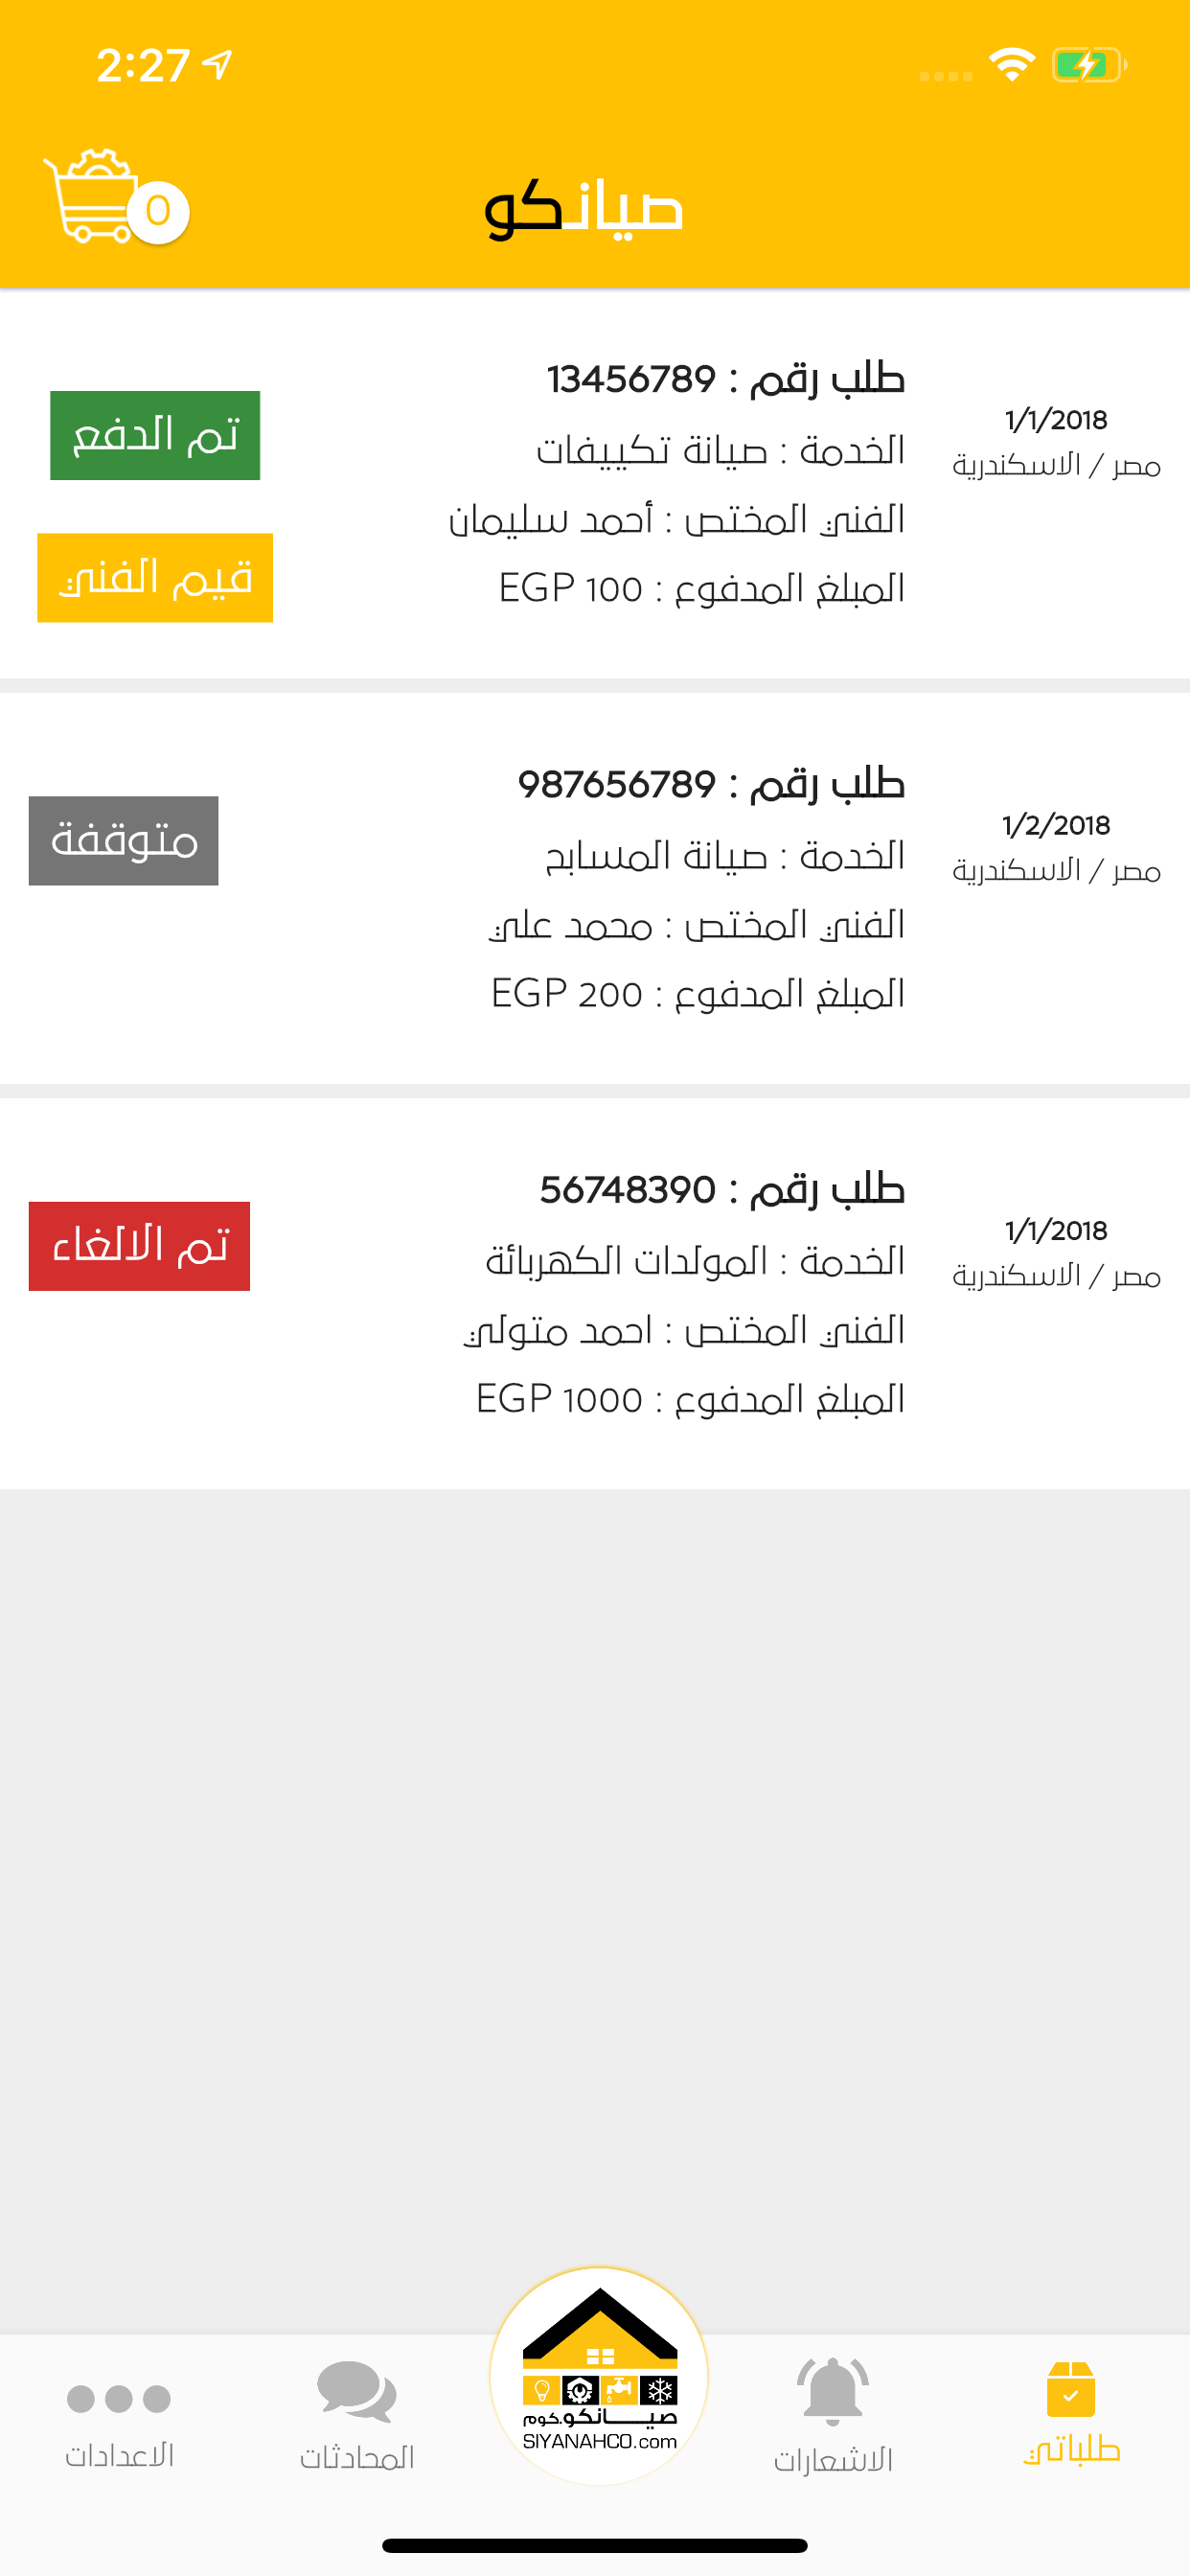 2:27
0
صيانكو
1/1/2018
مصر / الاسكندرية
طلب رقم : 13456789
الخدمة : صيانة تكييفات
الفني المختص : أحمد سليمان
المبلغ المدفوع : 100 EGP
تم الدفع
قيم الفني
1/2/2018
مصر / الاسكندرية
طلب رقم : 987656789
الخدمة : صيانة المسابح
الفني المختص : محمد علي
المبلغ المدفوع : 200 EGP
متوقفة
1/1/2018
مصر / الاسكندرية
طلب رقم : 56748390
الخدمة : المولدات الكهربائة
الفني المختص : احمد متولي
المبلغ المدفوع : 1000 EGP
تم الالغاء
طلباتي
الاشعارات
صيـــانكو.كوم
SIYANAHCO.com
المحادثات
الاعدادات